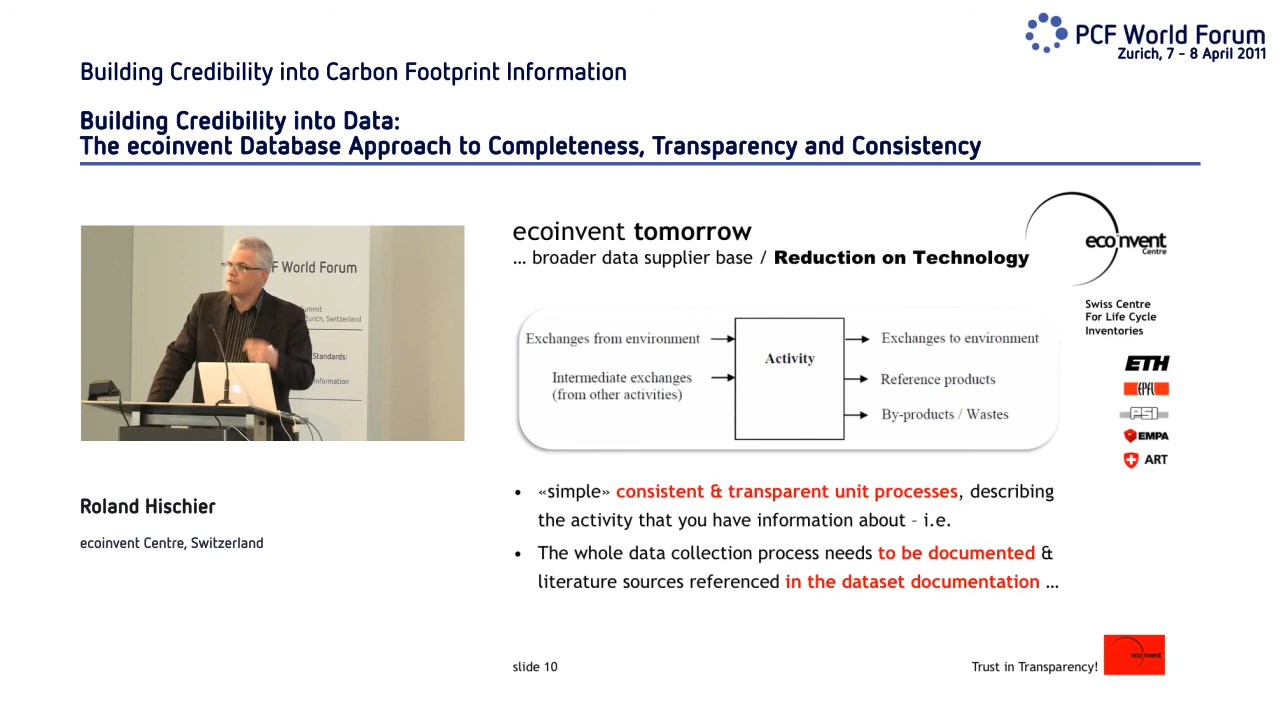 PCF World Forum
Zurich, 7 - 8 April 2011
Building Credibility into Carbon Footprint Information
Building Credibility into Data:
The ecoinvent Database Approach to Completeness, Transparency and Consistency
F World Forum
ummit
urich, Switzerland
Standards:
nformation
Roland Hischier
ecoinvent Centre, Switzerland
ecoinvent tomorrow
... broader data supplier base / Reduction on Technology
Exchanges from environment
Intermediate exchanges
(from other activities)
Activity
Exchanges to environment
Reference products
By-products / Wastes
• «simple» consistent & transparent unit processes, describing
the activity that you have information about – i.e.
• The whole data collection process needs to be documented &
literature sources referenced in the dataset documentation ...
ecoinvent
Centre
Swiss Centre
For Life Cycle
Inventories
ETH
EPFL
PSI
EMPA
ART
slide 10
Trust in Transparency!
ecoinvent